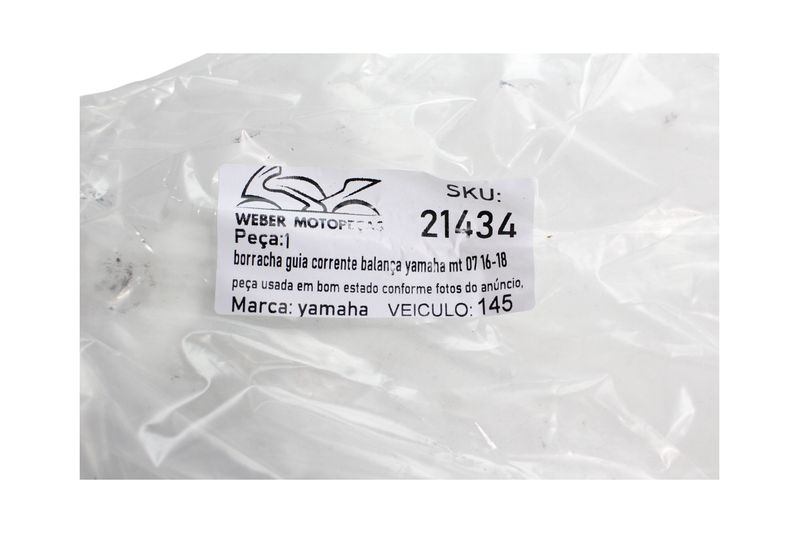 WEBER MOTOPEÇAS
SKU:
21434
Peça:1
borracha guia corrente balança yamaha mt 07 16-18
peça usada em bom estado conforme fotos do anúncio,
Marca: yamaha VEICULO: 145